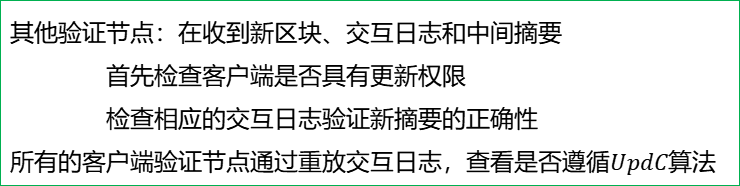 其他验证节点：在收到新区块、交互日志和中间摘要
首先检查客户端是否具有更新权限
检查相应的交互日志验证新摘要的正确性
所有的客户端验证节点通过重放交互日志，查看是否遵循UpdC算法